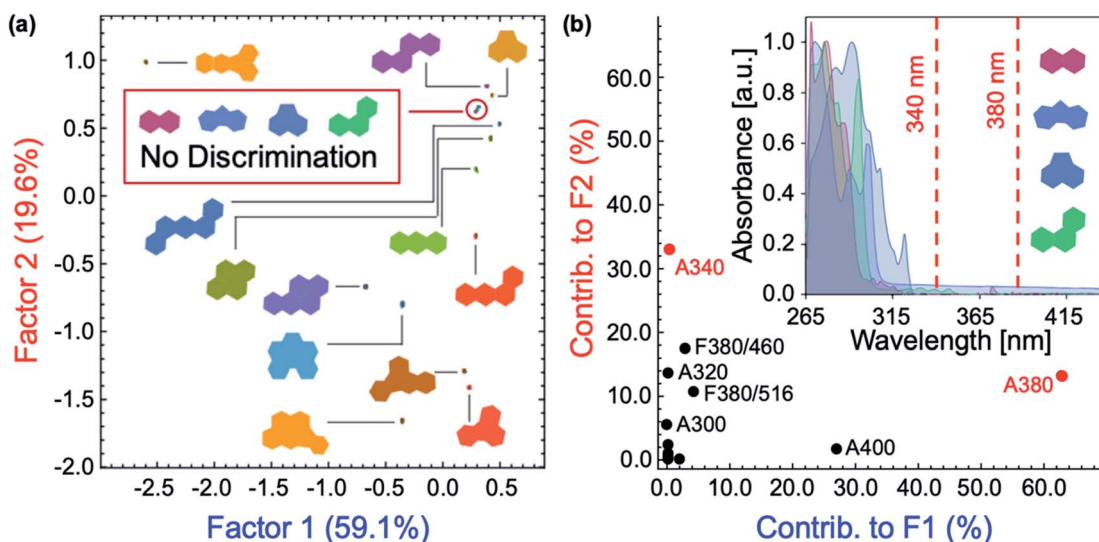 (a)
Factor 2 (19.6%)
1.0
0.5
0.0
-0.5
-1.0
-1.5
-2.0
No Discrimination
-2.5
-2.0
-1.5
-1.0
-0.5
0.0
0.5
Factor 1 (59.1%)
(b)
Contrib. to F2 (%)
60.0
50.0
40.0
30.0
20.0
10.0
0.0
A340
F380/460
A320
F380/516
A300
A400
A380
0.0
10.0
20.0
30.0
40.0
50.0
60.0
Contrib. to F1 (%)
Absorbance [a.u.]
1.0
0.8
0.6
0.4
0.2
0.0
340 nm
380 nm
265
315
365
415
Wavelength [nm]